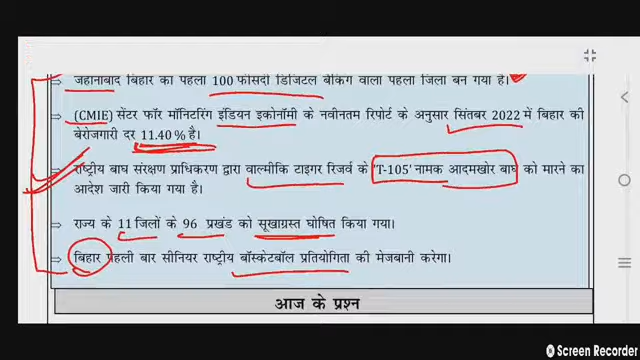 ⇒ जहानाबाद बिहार का पहला 100 फीसदी डिजिटल बैकिंग वाला पहला जिला बन गया है।
⇒ (CMIE) सेंटर फॉर मॉनिटरिंग इंडियन इकोनॉमी के नवीनतम रिपोर्ट के अनुसार सितंबर 2022 में बिहार की
बेरोजगारी दर 11.40 % है।
⇒ राष्ट्रीय बाघ संरक्षण प्राधिकरण द्वारा वाल्मीकि टाइगर रिजर्व के 'T-105' नामक आदमखोर बाघ को मारने का
आदेश जारी किया गया है।
⇒ राज्य के 11 जिलों के 96 प्रखंड को सूखाग्रस्त घोषित किया गया।
⇒ बिहार पहली बार सीनियर राष्ट्रीय बॉस्केटबॉल प्रतियोगिता की मेजबानी करेगा।
आज के प्रश्न
Screen Recorder